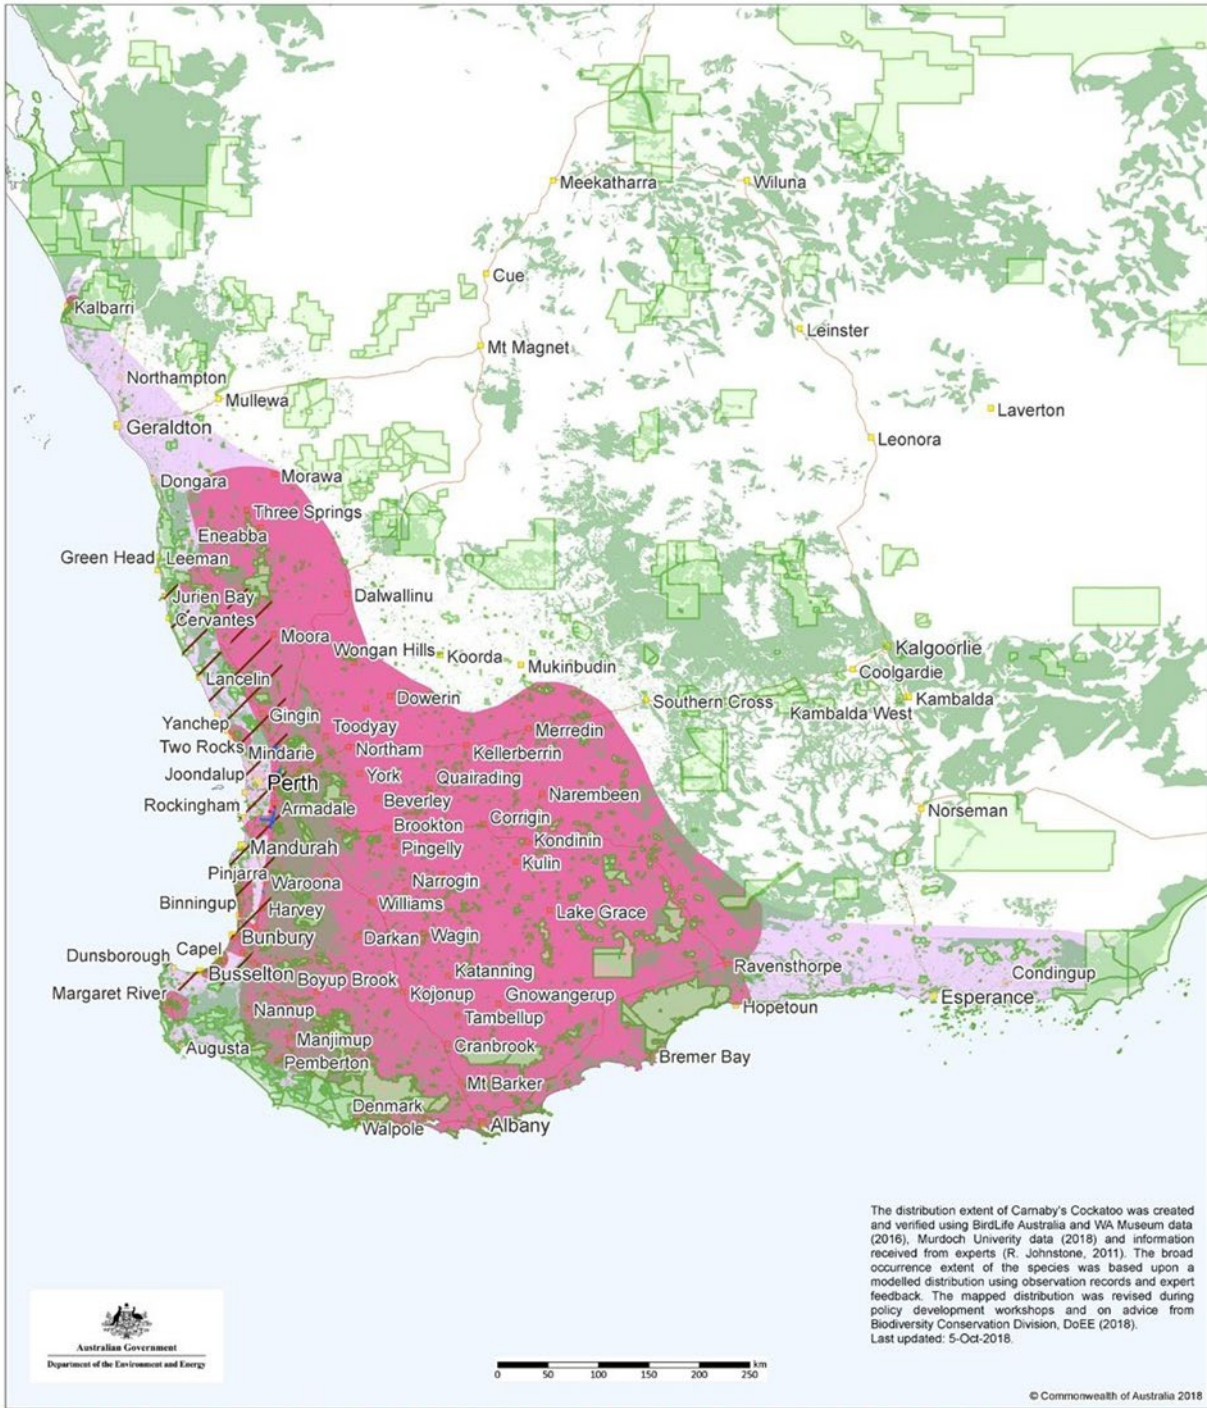 Meekatharra
Wiluna
Cue
Kalbarri
Leinster
Mt Magnet
Northampton
Mullewa
Laverton
Geraldton
Leonora
Morawa
Dongara
Three Springs
Eneabba
Green Head
Leeman
Jurien Bay
Dalwallinu
Cervantes
Moora
Wongan Hills
Koorda
Mukinbudin
Kalgoorlie
Coolgardie
Lancelin
Dowerin
Southern Cross
Kambalda
Kambalda West
Gingin
Yanchep
Toodyay
Merredin
Two Rocks
Mindarie
Northam
Kellerberrin
Joondalup
Perth
York
Quairading
Rockingham
Armadale
Beverley
Narembeen
Norseman
Brookton
Corrigin
Mandurah
Pingelly
Kondinin
Kulin
Pinjarra
Waroona
Narrogin
Binningup
Harvey
Williams
Lake Grace
Bunbury
Darkan
Wagin
Dunsborough
Capel
Busselton
Boyup Brook
Katanning
Ravensthorpe
Condingup
Margaret River
Kojonup
Gnowangerup
Esperance
Nannup
Tambellup
Hopetoun
Augusta
Manjimup
Cranbrook
Bremer Bay
Pemberton
Mt Barker
Denmark
Walpole
Albany
The distribution extent of Carnaby's Cockatoo was created
and verified using BirdLife Australia and WA Museum data
(2016), Murdoch Univerity data (2018) and information
received from experts (R. Johnstone, 2011). The broad
occurrence extent of the species was based upon a
modelled distribution using observation records and expert
feedback. The mapped distribution was revised during
policy development workshops and on advice from
Biodiversity Conservation Division, DoEE (2018).
Last updated: 5-Oct-2018.
Australian Government
Department of the Environment and Energy
km
0 50 100 150 200 250
© Commonwealth of Australia 2018